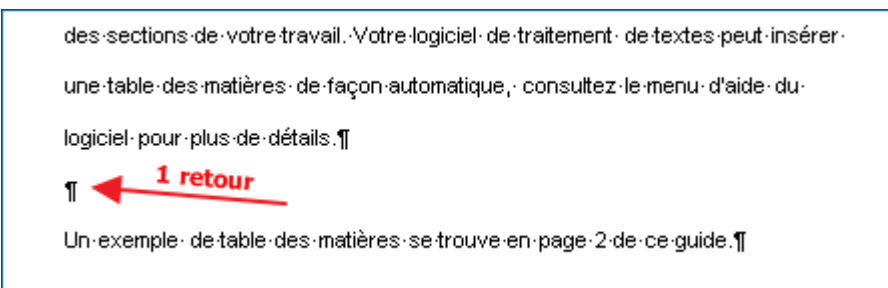 des·sections·de·votre·travail.·Votre·logiciel·de·traitement·de·textes·peut·insérer·
une·table·des·matières·de·façon·automatique,·consultez·le·menu·d'aide·du·
logiciel·pour·plus·de·détails.¶
¶ 1 retour
Un·exemple·de·table·des·matières·se·trouve·en·page·2·de·ce·guide.¶